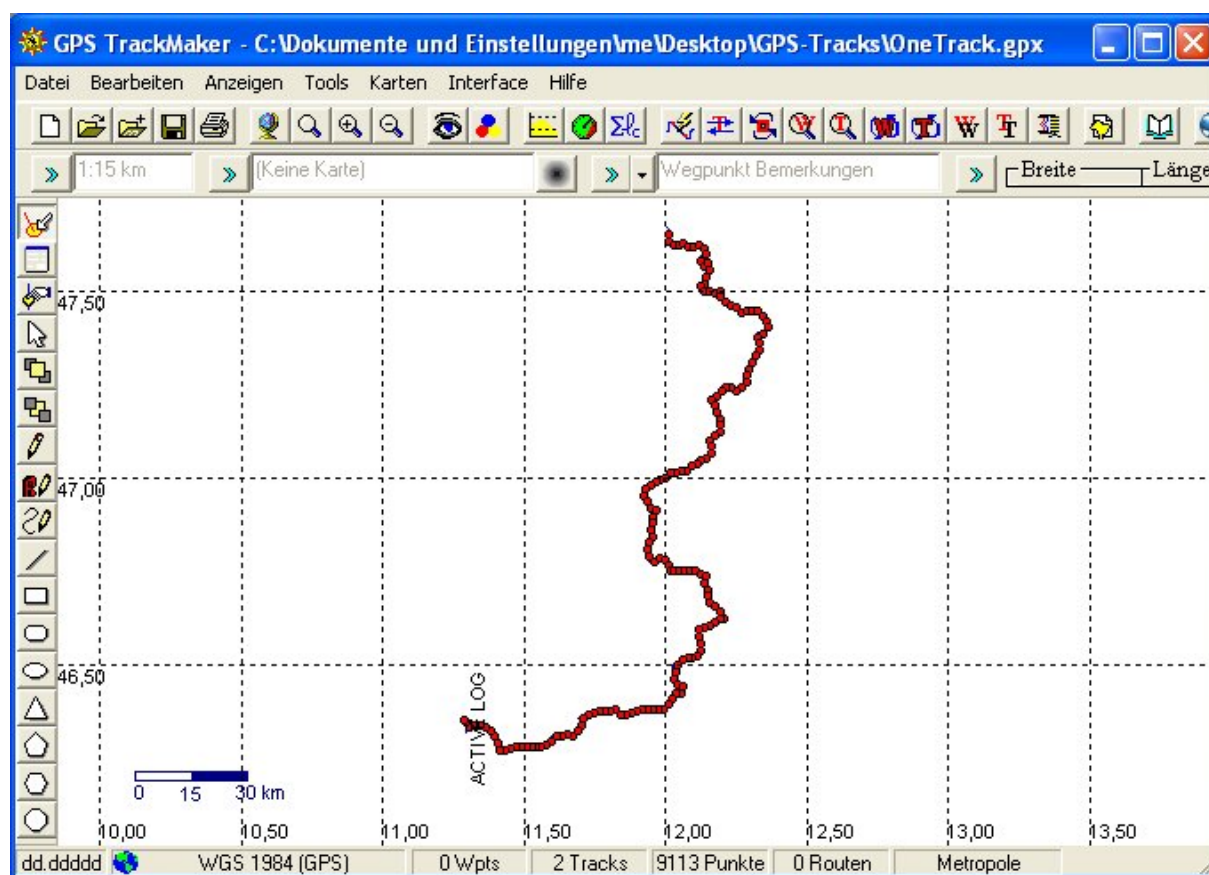 GPS TrackMaker - C:\Dokumente und Einstellungen\me\Desktop\GPS-Tracks\OneTrack.gpx
Datei Bearbeiten Anzeigen Tools Karten Interface Hilfe
1:15 km (Keine Karte) Wegpunkt Bemerkungen Breite Länge
47,50
47,00
46,50
ACTIVE LOG
0 15 30 km
10,00 10,50 11,00 11,50 12,00 12,50 13,00 13,50
dd.ddddd WGS 1984 (GPS) 0 Wpts 2 Tracks 9113 Punkte 0 Routen Metropole